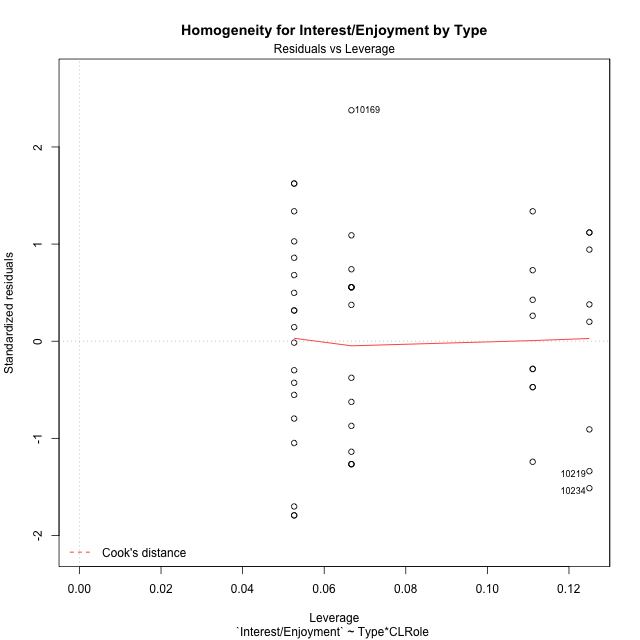 Homogeneity for Interest/Enjoyment by Type
Residuals vs Leverage
10169
10219
10234
Standardized residuals
2
1
0
-1
-2
Cook's distance
0.00 0.02 0.04 0.06 0.08 0.10 0.12
Leverage
`Interest/Enjoyment` ~ Type*CLRole